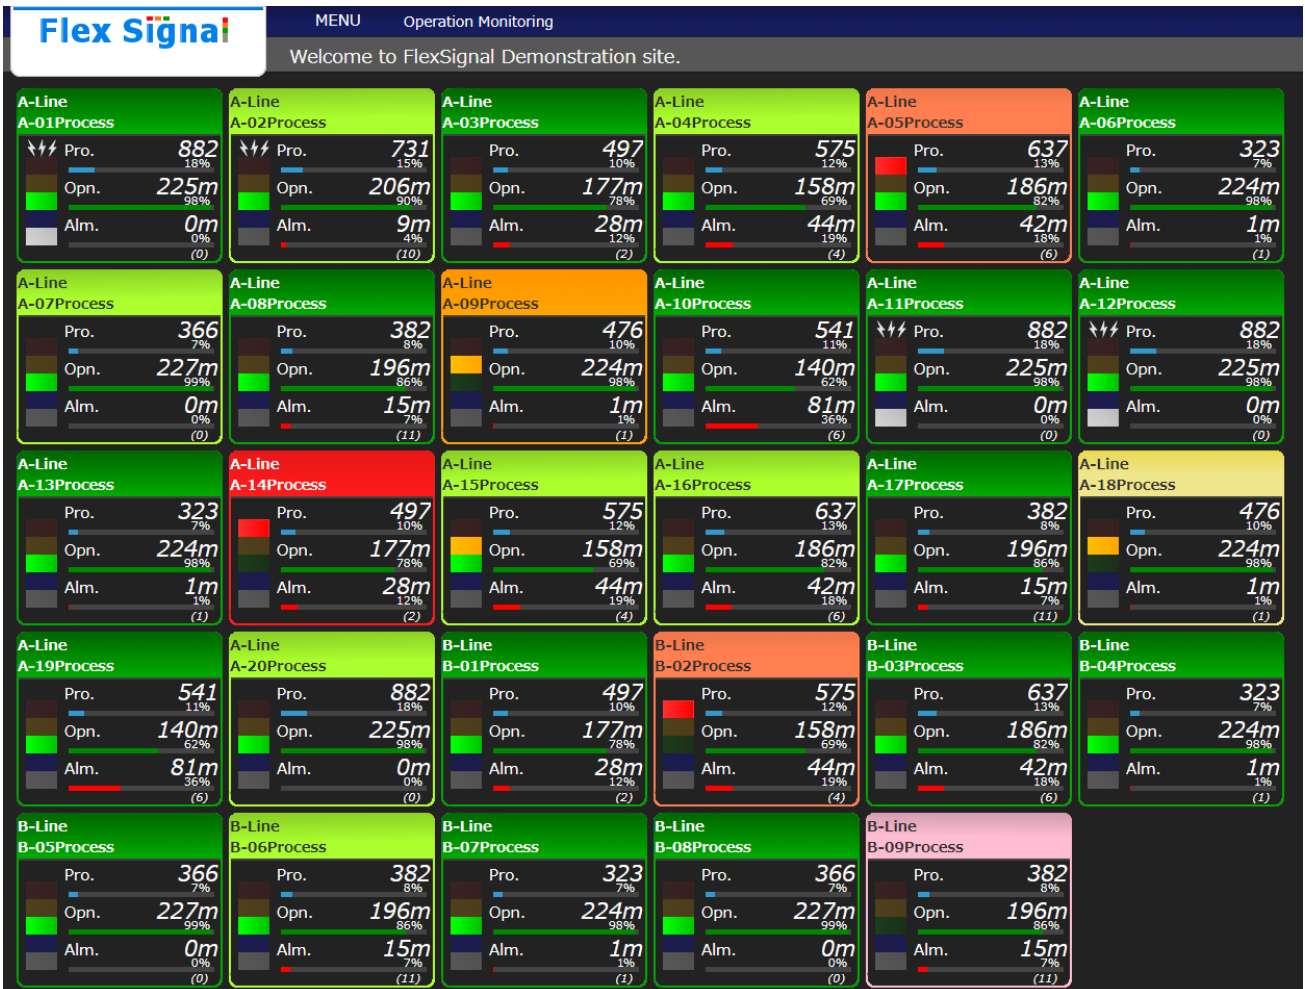 Flex Signal
MENU Operation Monitoring
Welcome to FlexSignal Demonstration site.
A-Line
A-01Process
Pro. 882
18%
Opn. 225m
98%
Alm. 0m
0%
(0)
A-Line
A-02Process
Pro. 731
15%
Opn. 206m
90%
Alm. 9m
4%
(10)
A-Line
A-03Process
Pro. 497
10%
Opn. 177m
78%
Alm. 28m
12%
(2)
A-Line
A-04Process
Pro. 575
12%
Opn. 158m
69%
Alm. 44m
19%
(4)
A-Line
A-05Process
Pro. 637
13%
Opn. 186m
82%
Alm. 42m
18%
(6)
A-Line
A-06Process
Pro. 323
7%
Opn. 224m
98%
Alm. 1m
1%
(1)
A-Line
A-07Process
Pro. 366
7%
Opn. 227m
99%
Alm. 0m
0%
(0)
A-Line
A-08Process
Pro. 382
8%
Opn. 196m
86%
Alm. 15m
7%
(11)
A-Line
A-09Process
Pro. 476
10%
Opn. 224m
98%
Alm. 1m
1%
(1)
A-Line
A-10Process
Pro. 541
11%
Opn. 140m
62%
Alm. 81m
36%
(6)
A-Line
A-11Process
Pro. 882
18%
Opn. 225m
98%
Alm. 0m
0%
(0)
A-Line
A-12Process
Pro. 882
18%
Opn. 225m
98%
Alm. 0m
0%
(0)
A-Line
A-13Process
Pro. 323
7%
Opn. 224m
98%
Alm. 1m
1%
(1)
A-Line
A-14Process
Pro. 497
10%
Opn. 177m
78%
Alm. 28m
12%
(2)
A-Line
A-15Process
Pro. 575
12%
Opn. 158m
69%
Alm. 44m
19%
(4)
A-Line
A-16Process
Pro. 637
13%
Opn. 186m
82%
Alm. 42m
18%
(6)
A-Line
A-17Process
Pro. 382
8%
Opn. 196m
86%
Alm. 15m
7%
(11)
A-Line
A-18Process
Pro. 476
10%
Opn. 224m
98%
Alm. 1m
1%
(1)
A-Line
A-19Process
Pro. 541
11%
Opn. 140m
62%
Alm. 81m
36%
(6)
A-Line
A-20Process
Pro. 882
18%
Opn. 225m
98%
Alm. 0m
0%
(0)
B-Line
B-01Process
Pro. 497
10%
Opn. 177m
78%
Alm. 28m
12%
(2)
B-Line
B-02Process
Pro. 575
12%
Opn. 158m
69%
Alm. 44m
19%
(4)
B-Line
B-03Process
Pro. 637
13%
Opn. 186m
82%
Alm. 42m
18%
(6)
B-Line
B-04Process
Pro. 323
7%
Opn. 224m
98%
Alm. 1m
1%
(1)
B-Line
B-05Process
Pro. 366
7%
Opn. 227m
99%
Alm. 0m
0%
(0)
B-Line
B-06Process
Pro. 382
8%
Opn. 196m
86%
Alm. 15m
7%
(11)
B-Line
B-07Process
Pro. 323
7%
Opn. 224m
98%
Alm. 1m
1%
(1)
B-Line
B-08Process
Pro. 366
7%
Opn. 227m
99%
Alm. 0m
0%
(0)
B-Line
B-09Process
Pro. 382
8%
Opn. 196m
86%
Alm. 15m
7%
(11)